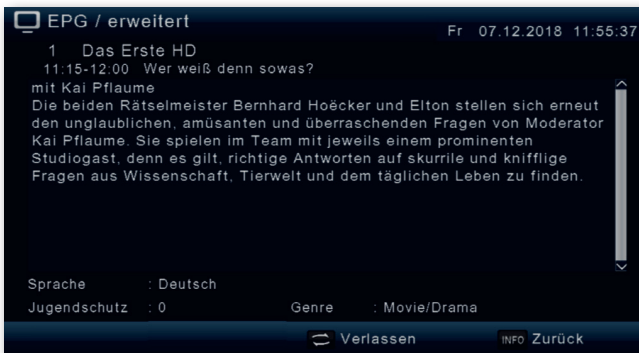 EPG / erweitert
Fr 07.12.2018 11:55:37
1 Das Erste HD
11:15-12:00 Wer weiß denn sowas?
mit Kai Pflaume
Die beiden Rätselmeister Bernhard Hoëcker und Elton stellen sich erneut
den unglaublichen, amüsanten und überraschenden Fragen von Moderator
Kai Pflaume. Sie spielen im Team mit jeweils einem prominenten
Studiogast, denn es gilt, richtige Antworten auf skurrile und knifflige
Fragen aus Wissenschaft, Tierwelt und dem täglichen Leben zu finden.
Sprache : Deutsch
Jugendschutz : 0 Genre : Movie/Drama
Verlassen INFO Zurück